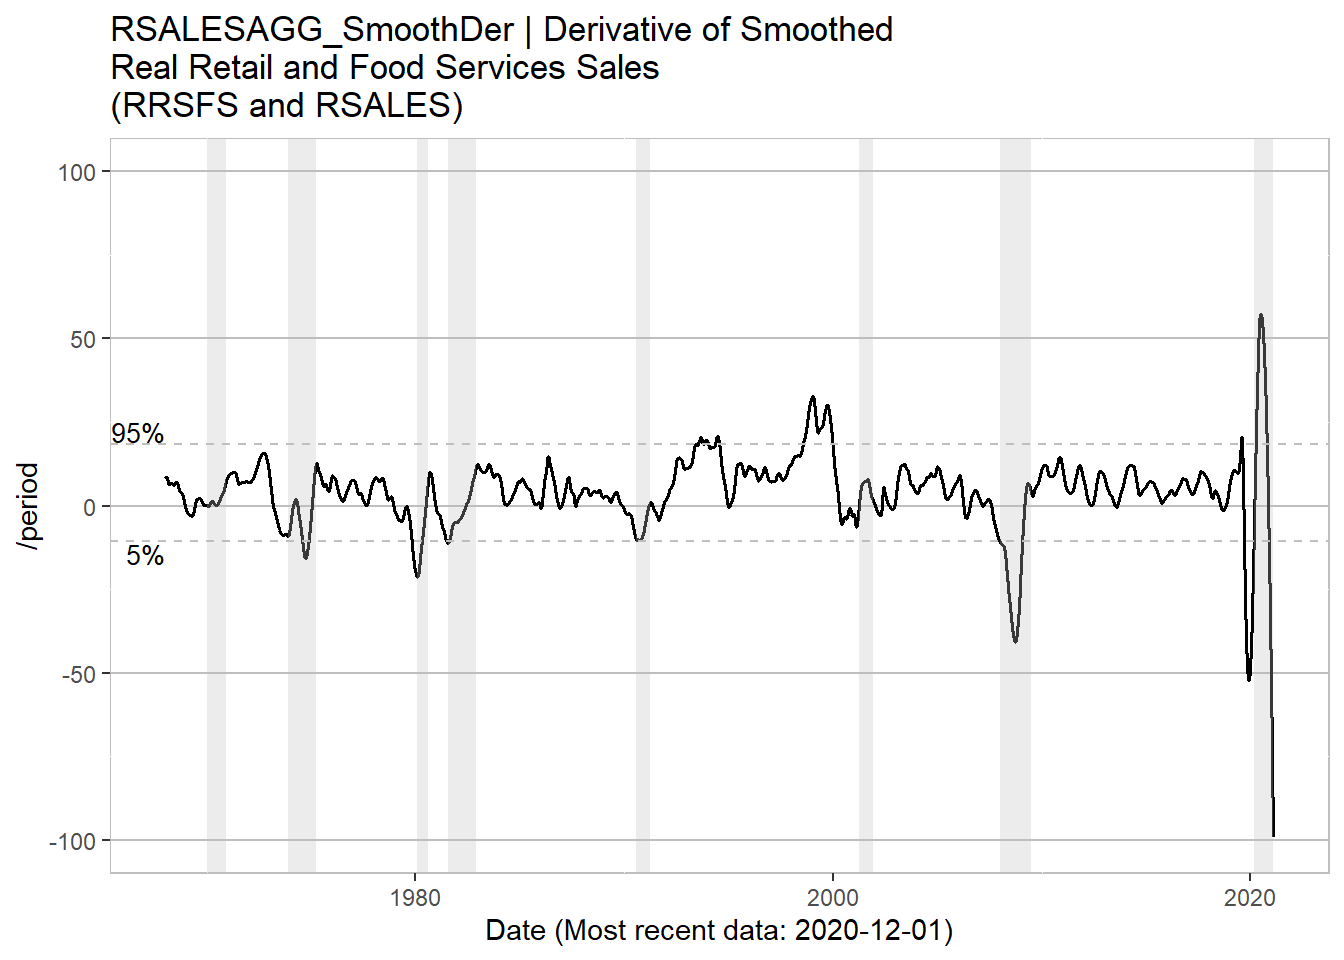 RSALESAGG_SmoothDer | Derivative of Smoothed
Real Retail and Food Services Sales
(RRSFS and RSALES)
100
50
0
-50
-100
95%
5%
/period
1980
2000
2020
Date (Most recent data: 2020-12-01)